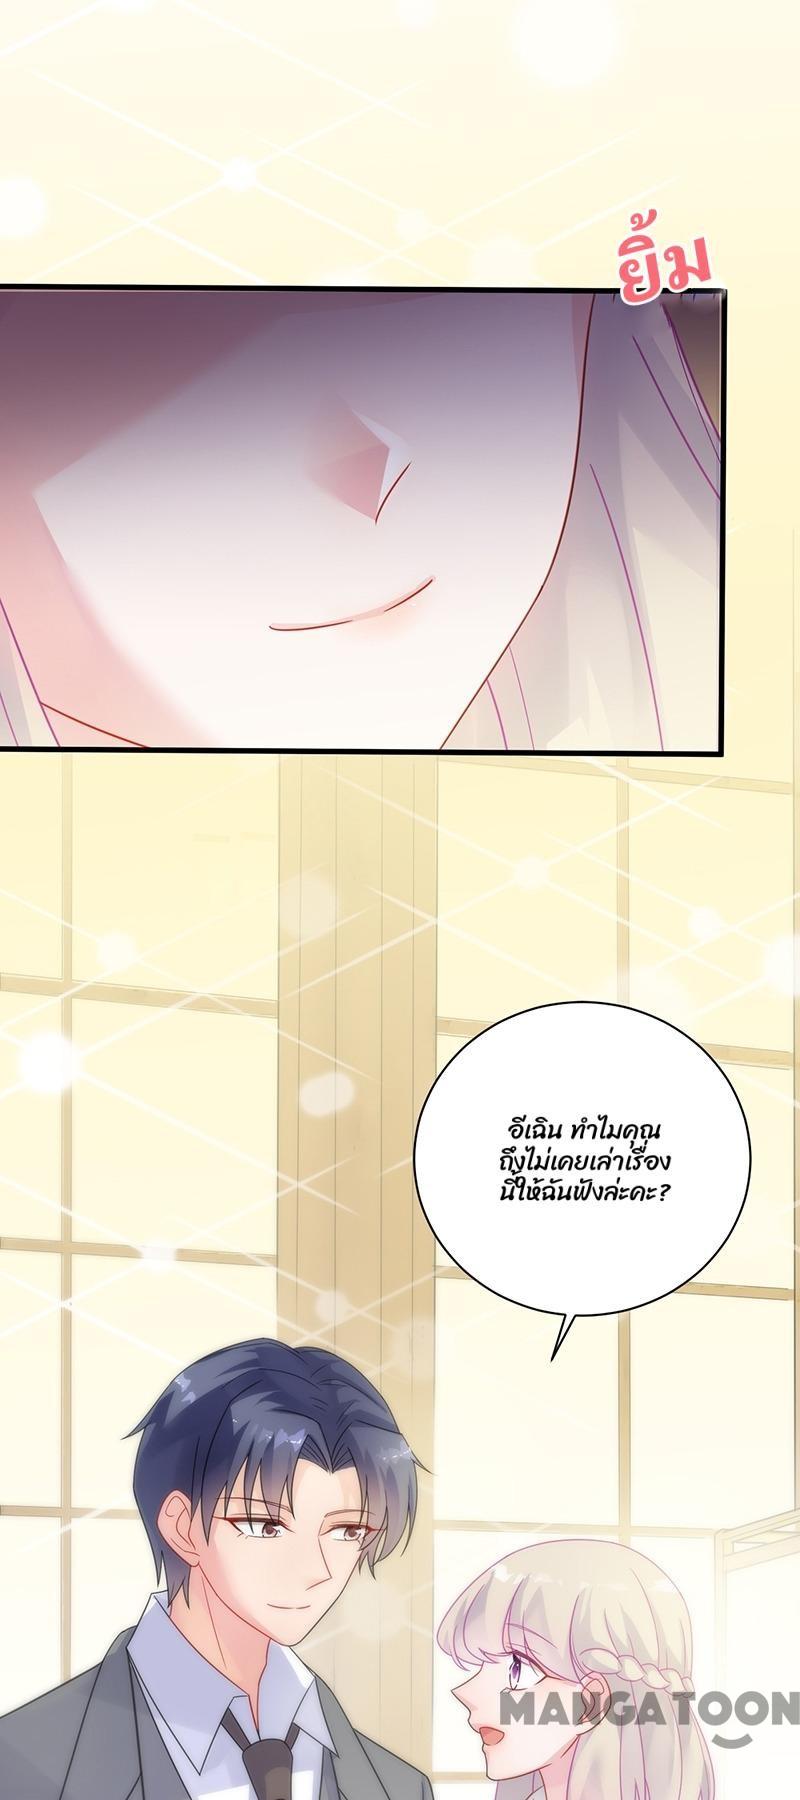 ยิ้ม
อีเฉิน ทำไมคุณ
ถึงไม่เคยเล่าเรื่อง
นี้ให้ฉันฟังล่ะคะ?
MANGATOON